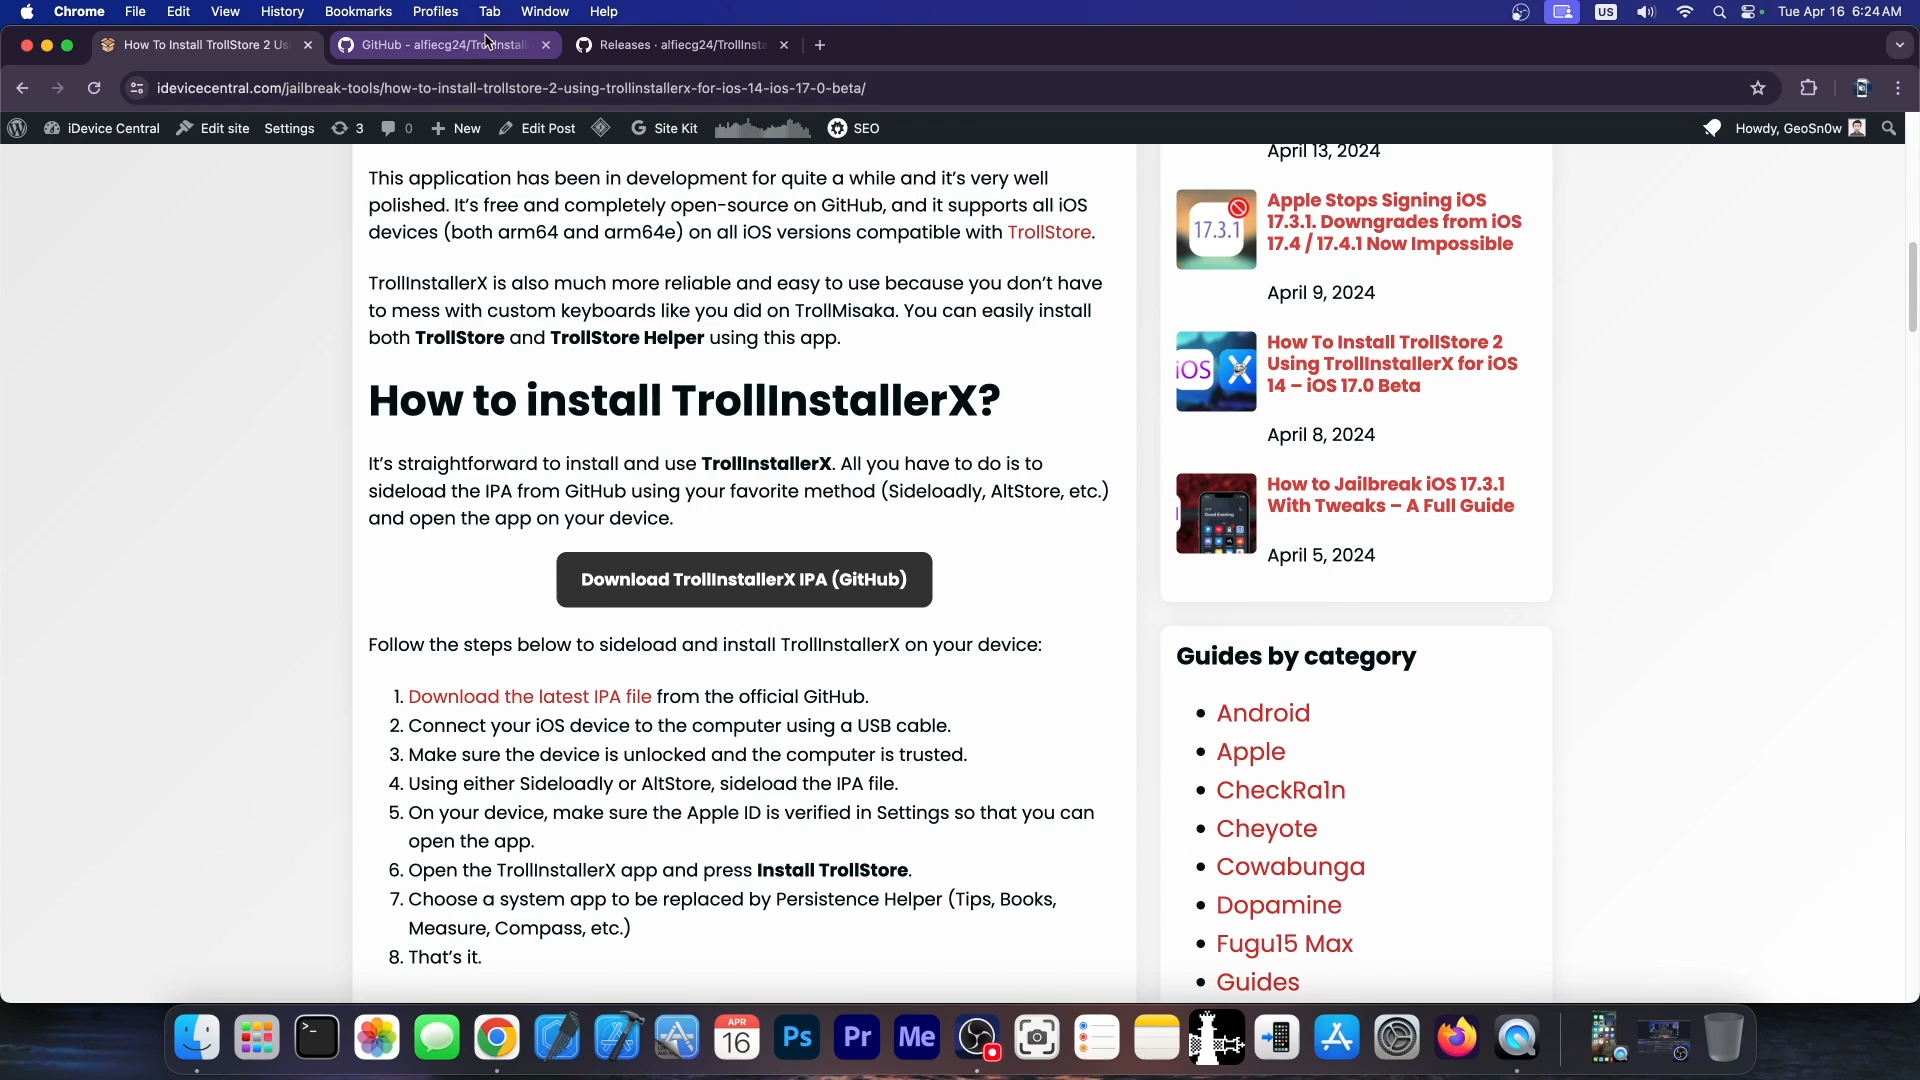 Chrome File Edit View History Bookmarks Profiles Tab Window Help US Tue Apr 16 6:24 AM
How To Install TrollStore 2 Us GitHub - alfiecg24/TrollInstall Releases · alfiecg24/TrollInsta
idevicecentral.com/jailbreak-tools/how-to-install-trollstore-2-using-trollinstallerx-for-ios-14-ios-17-0-beta/
iDevice Central Edit site Settings 3 0 New Edit Post Site Kit SEO Howdy, GeoSn0w
This application has been in development for quite a while and it's very well
polished. It's free and completely open-source on GitHub, and it supports all iOS
devices (both arm64 and arm64e) on all iOS versions compatible with TrollStore.
TrollInstallerX is also much more reliable and easy to use because you don't have
to mess with custom keyboards like you did on TrollMisaka. You can easily install
both TrollStore and TrollStore Helper using this app.
How to install TrollInstallerX?
It's straightforward to install and use TrollInstallerX. All you have to do is to
sideload the IPA from GitHub using your favorite method (Sideloadly, AltStore, etc.)
and open the app on your device.
Download TrollInstallerX IPA (GitHub)
Follow the steps below to sideload and install TrollInstallerX on your device:
1. Download the latest IPA file from the official GitHub.
2. Connect your iOS device to the computer using a USB cable.
3. Make sure the device is unlocked and the computer is trusted.
4. Using either Sideloadly or AltStore, sideload the IPA file.
5. On your device, make sure the Apple ID is verified in Settings so that you can
open the app.
6. Open the TrollInstallerX app and press Install TrollStore.
7. Choose a system app to be replaced by Persistence Helper (Tips, Books,
Measure, Compass, etc.)
8. That's it.
April 13, 2024
17.3.1
Apple Stops Signing iOS
17.3.1. Downgrades from iOS
17.4 / 17.4.1 Now Impossible
April 9, 2024
iOS
How To Install TrollStore 2
Using TrollInstallerX for iOS
14 – iOS 17.0 Beta
April 8, 2024
How to Jailbreak iOS 17.3.1
With Tweaks – A Full Guide
April 5, 2024
Guides by category
Android
Apple
CheckRa1n
Cheyote
Cowabunga
Dopamine
Fugu15 Max
Guides
APR
16
Ps
Pr
Me